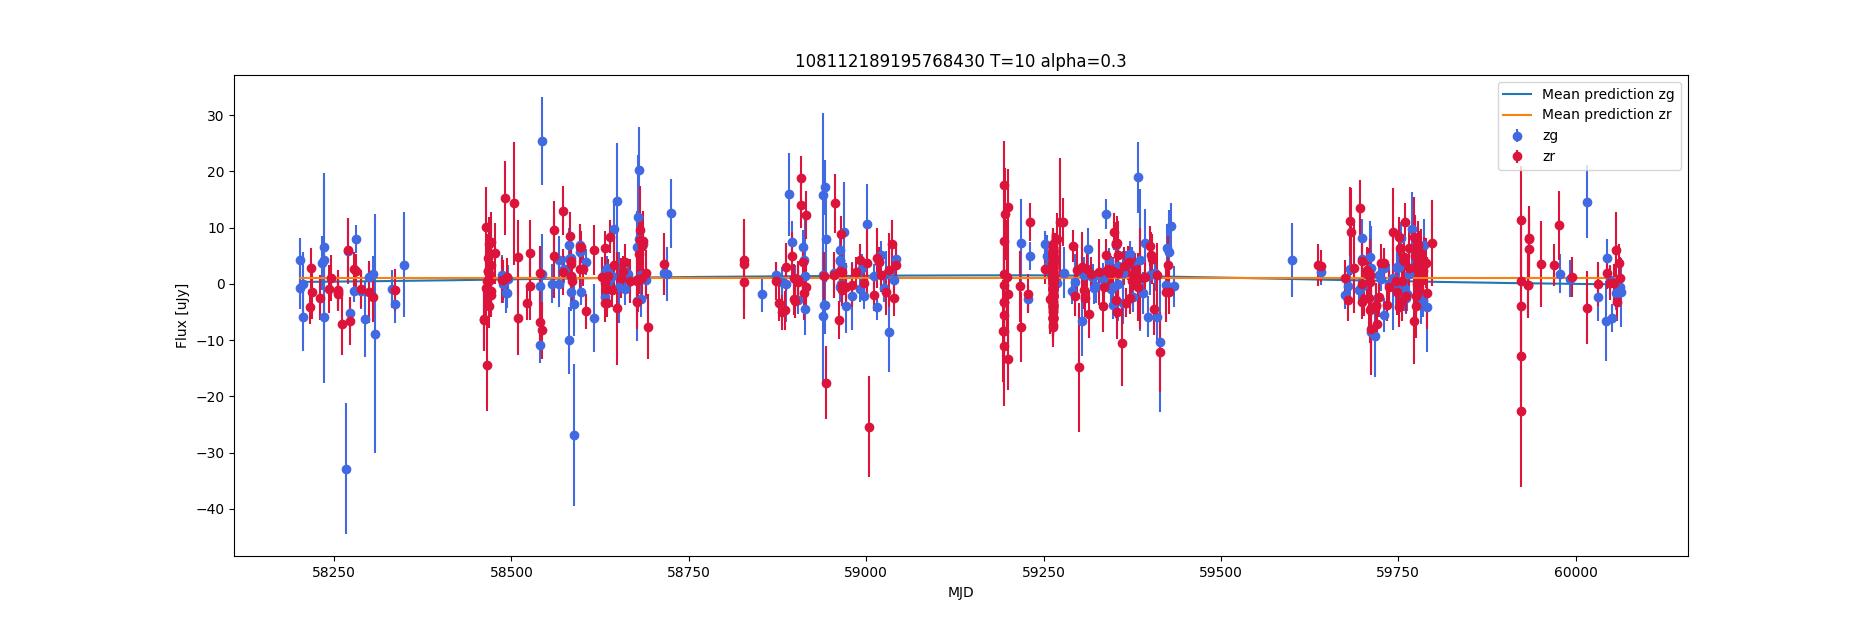 108112189195768430 T=10 alpha=0.3
Mean prediction zg
Mean prediction zr
zg
zr
Flux [uJy]
30
20
10
0
−10
−20
−30
−40
58250 58500 58750 59000 59250 59500 59750 60000
MJD